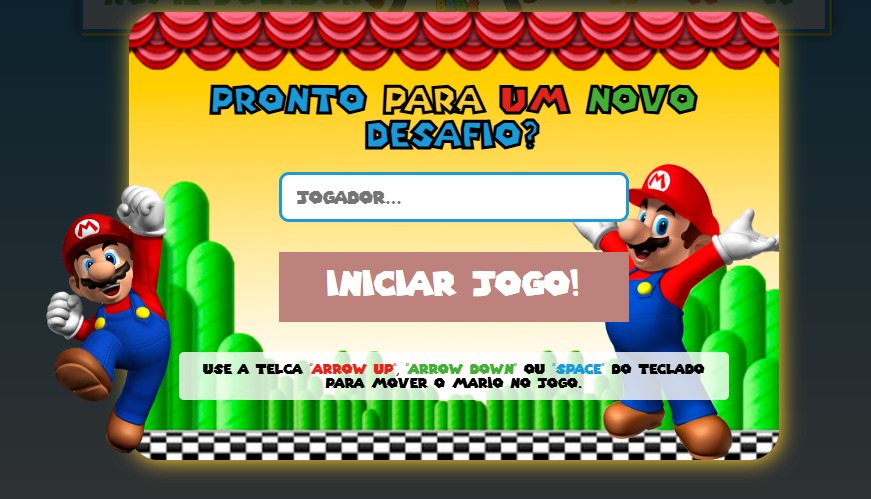 PRONTO PARA UM NOVO
DESAFIO?
JOGADOR...
INICIAR JOGO!
USE A TELCA "ARROW UP", "ARROW DOWN" OU "SPACE" DO TECLADO
PARA MOVER O MARIO NO JOGO.